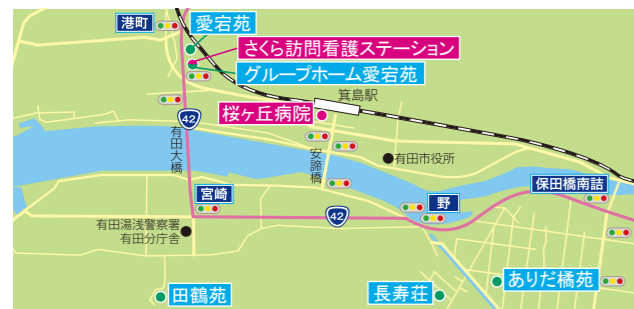 港町
愛宕苑
さくら訪問看護ステーション
グループホーム愛宕苑
箕島駅
桜ヶ丘病院
42
有田大橋
安諦橋
有田市役所
宮崎
野
保田橋南詰
42
有田湯浅警察署
有田分庁舎
田鶴苑
長寿荘
ありだ橘苑